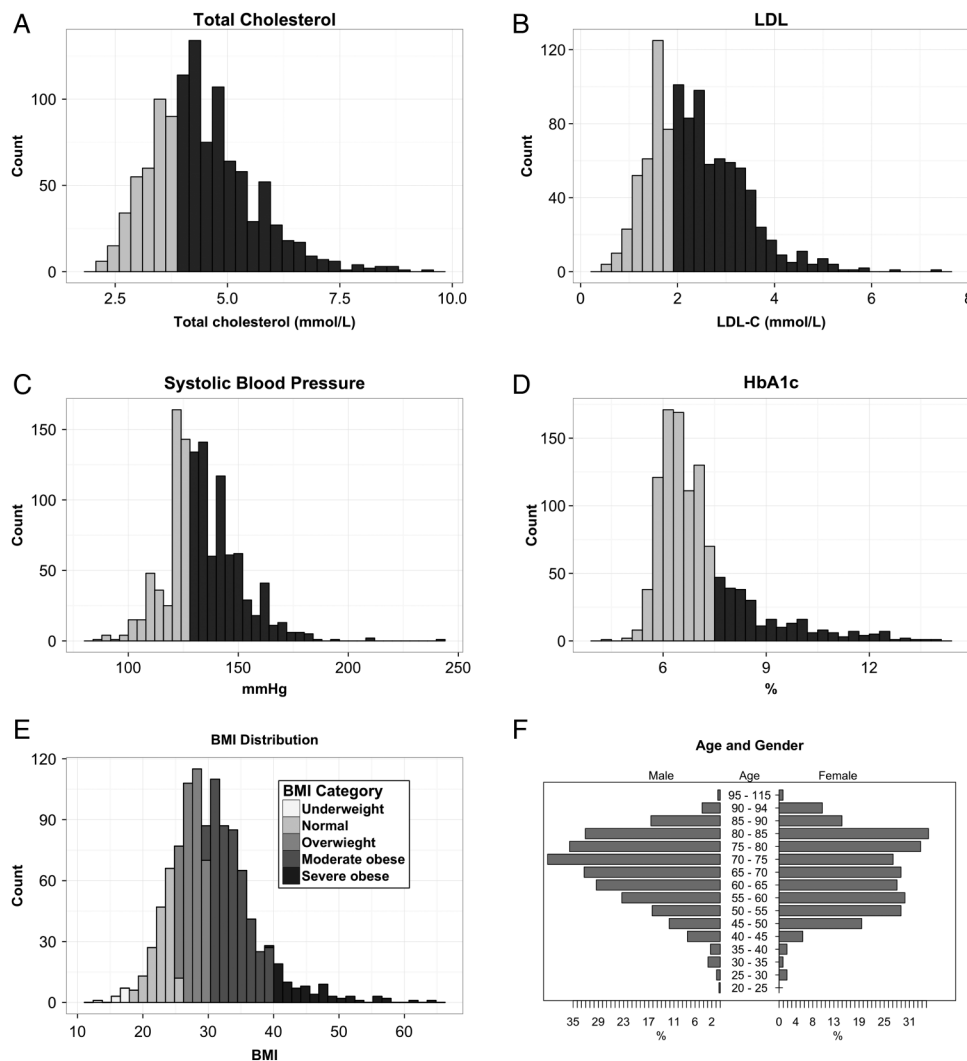 A
Total Cholesterol
Count
0
50
100
2.5
5.0
7.5
10.0
Total cholesterol (mmol/L)
B
LDL
Count
0
40
80
120
0
2
4
6
8
LDL-C (mmol/L)
C
Systolic Blood Pressure
Count
0
50
100
150
100
150
200
250
mmHg
D
HbA1c
Count
0
50
100
150
6
9
12
%
E
BMI Distribution
Count
0
30
60
90
120
10
20
30
40
50
60
BMI
BMI Category
Underweight
Normal
Overwieght
Moderate obese
Severe obese
F
Age and Gender
Male Age Female
95 - 115
90 - 94
85 - 90
80 - 85
75 - 80
70 - 75
65 - 70
60 - 65
55 - 60
50 - 55
45 - 50
40 - 45
35 - 40
30 - 35
25 - 30
20 - 25
35 29 23 17 11 6 2
%
0 4 8 13 19 25 31
%